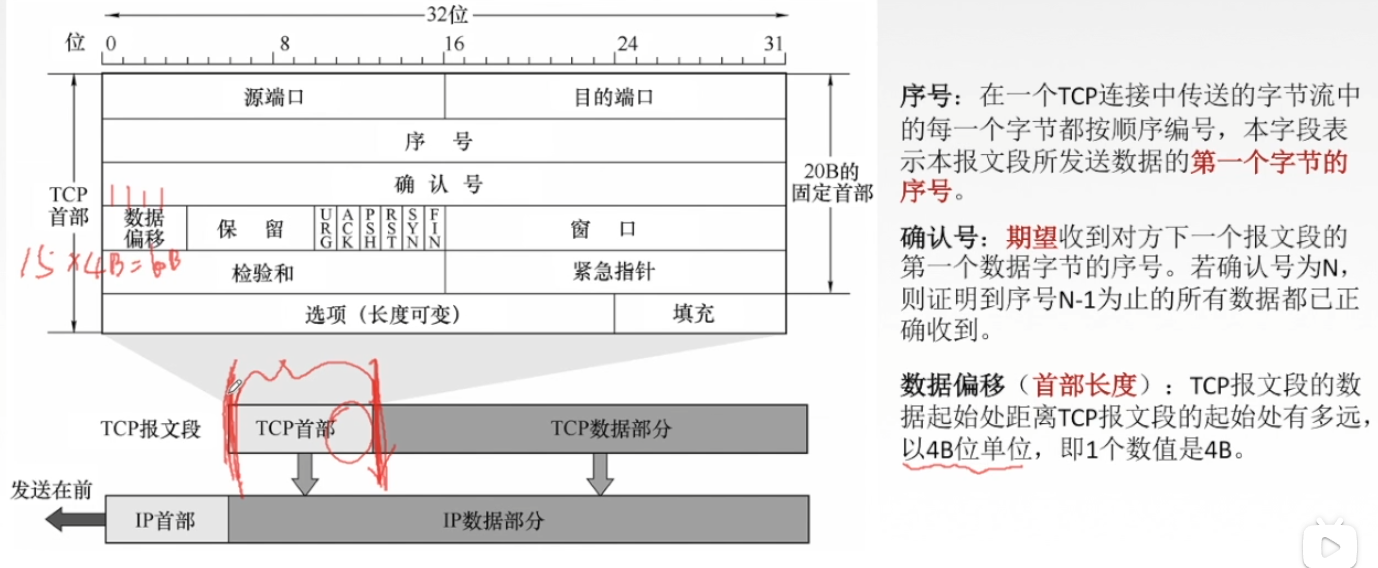 32位
位 0 8 16 24 31
源端口 目的端口
序 号
确 认 号
TCP
首部
20B的
固定首部
1 1 1 1
数据
偏移
保 留
URG ACK PSH RST SYN FIN
窗 口
15×4B=60B
检验和 紧急指针
选项（长度可变） 填充
TCP报文段 TCP首部 TCP数据部分
发送在前
IP首部 IP数据部分
序号：在一个TCP连接中传送的字节流中
的每一个字节都按顺序编号，本字段表
示本报文段所发送数据的第一个字节的
序号。
确认号：期望收到对方下一个报文段的
第一个数据字节的序号。若确认号为N，
则证明到序号N-1为止的所有数据都已正
确收到。
数据偏移（首部长度）：TCP报文段的数
据起始处距离TCP报文段的起始处有多远，
以4B位单位，即1个数值是4B。